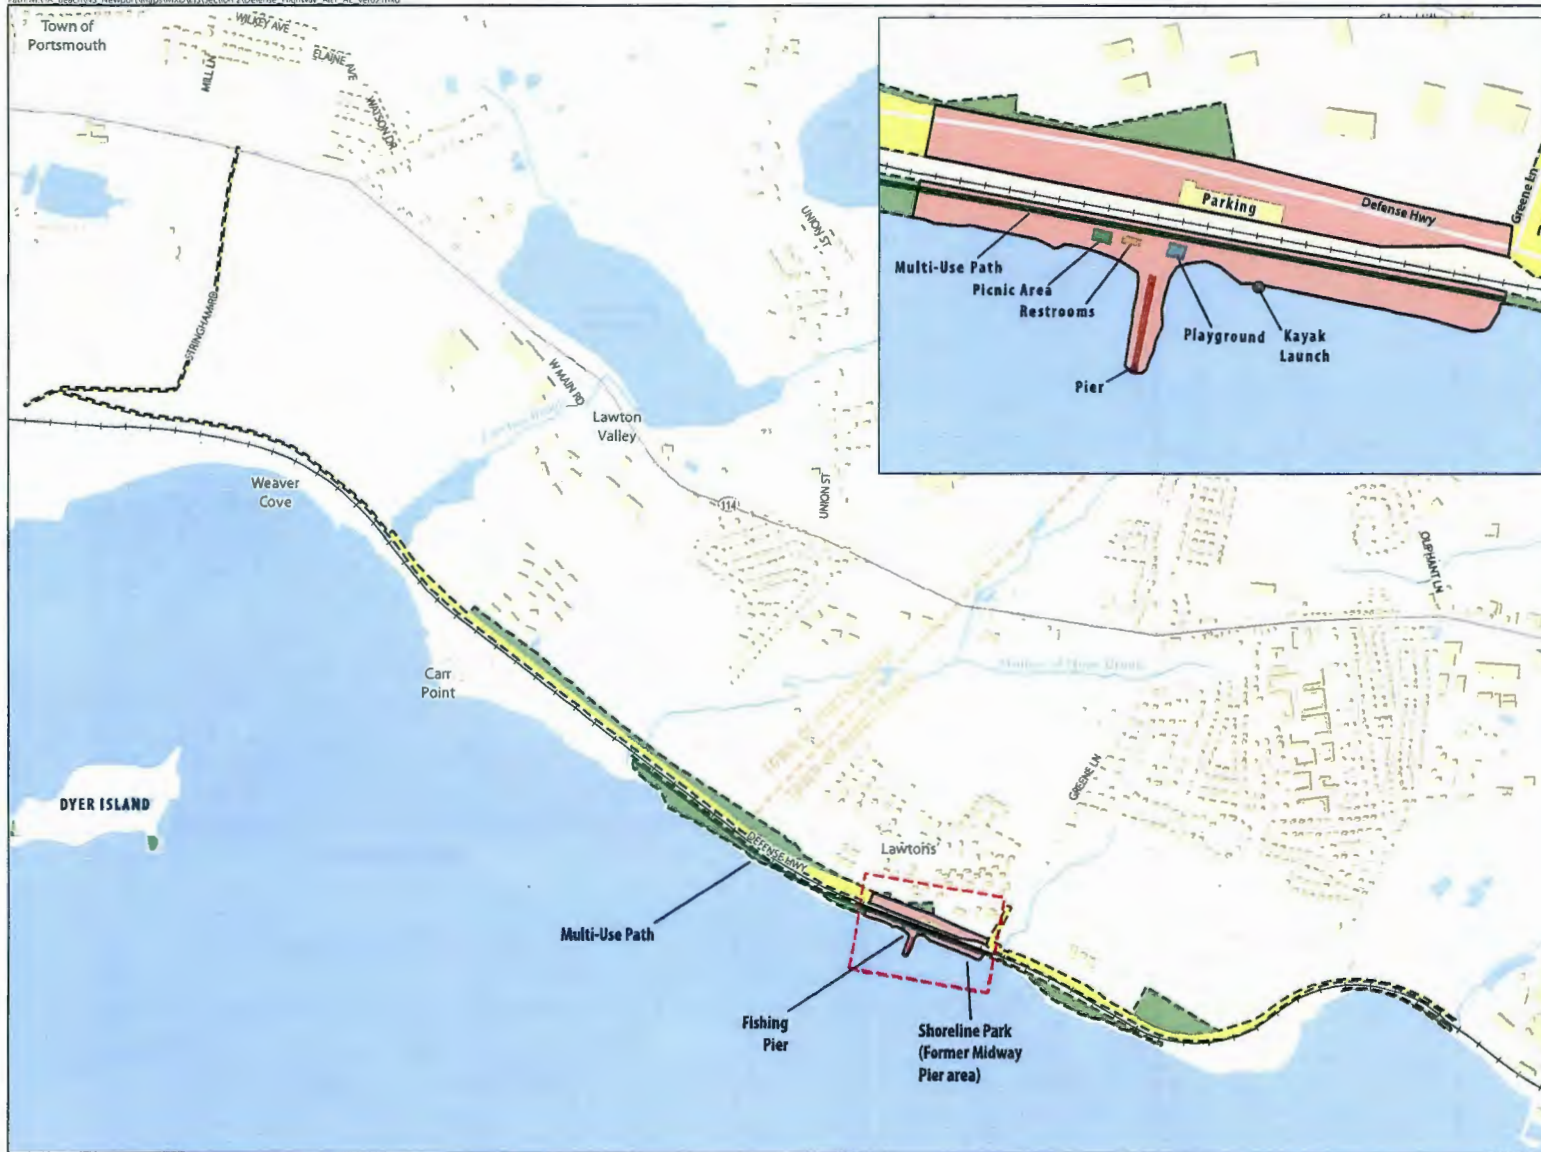 Town of
Portsmouth
WILKEY AVE
ELAINE AVE
MILL LN
WATSON DR
STRINGHAM RD
UNION ST
W MAIN RD
Lawton
Valley
UNION ST
114
Weaver
Cove
OLIPHANT LN
Carr
Point
DYER ISLAND
GREENE LN
DEFENSE HWY
Lawtons
Multi-Use Path
Fishing
Pier
Shoreline Park
(Former Midway
Pier area)
Greene Ln
Defense Hwy
Parking
Multi-Use Path
Picnic Area
Restrooms
Playground
Kayak
Launch
Pier